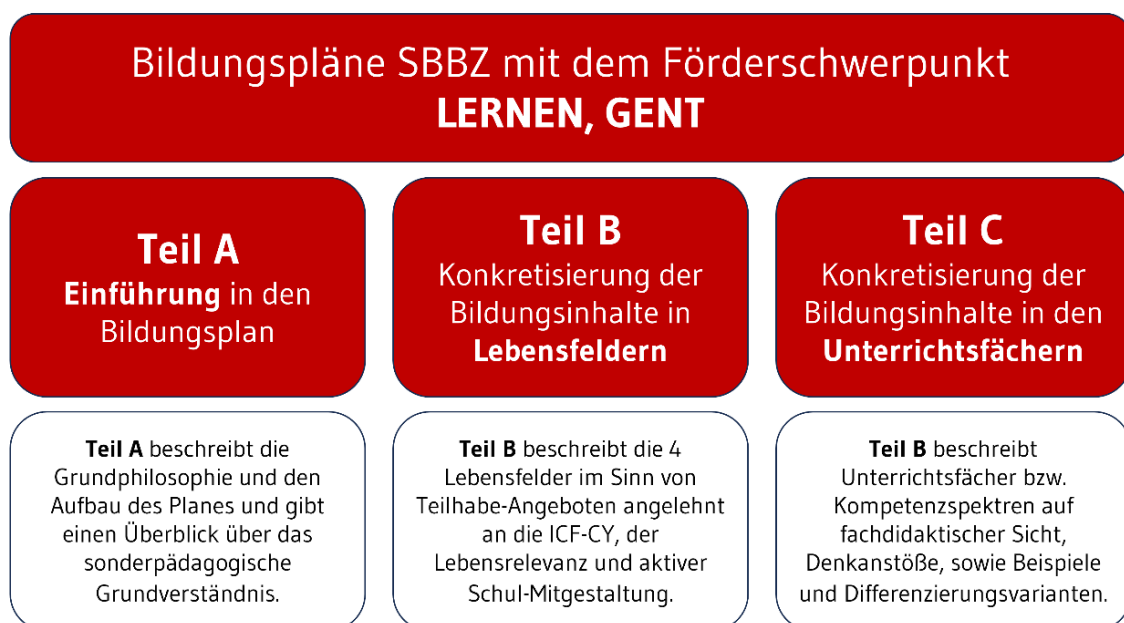 Bildungspläne SBBZ mit dem Förderschwerpunkt
LERNEN, GENT
Teil A
Einführung in den
Bildungsplan
Teil B
Konkretisierung der
Bildungsinhalte in
Lebensfeldern
Teil C
Konkretisierung der
Bildungsinhalte in den
Unterrichtsfächern
Teil A beschreibt die
Grundphilosophie und den
Aufbau des Planes und gibt
einen Überblick über das
sonderpädagogische
Grundverständnis.
Teil B beschreibt die 4
Lebensfelder im Sinn von
Teilhabe-Angeboten angelehnt
an die ICF-CY, der
Lebensrelevanz und aktiver
Schul-Mitgestaltung.
Teil B beschreibt
Unterrichtsfächer bzw.
Kompetenzspektren auf
fachdidaktischer Sicht,
Denkanstöße, sowie Beispiele
und Differenzierungsvarianten.